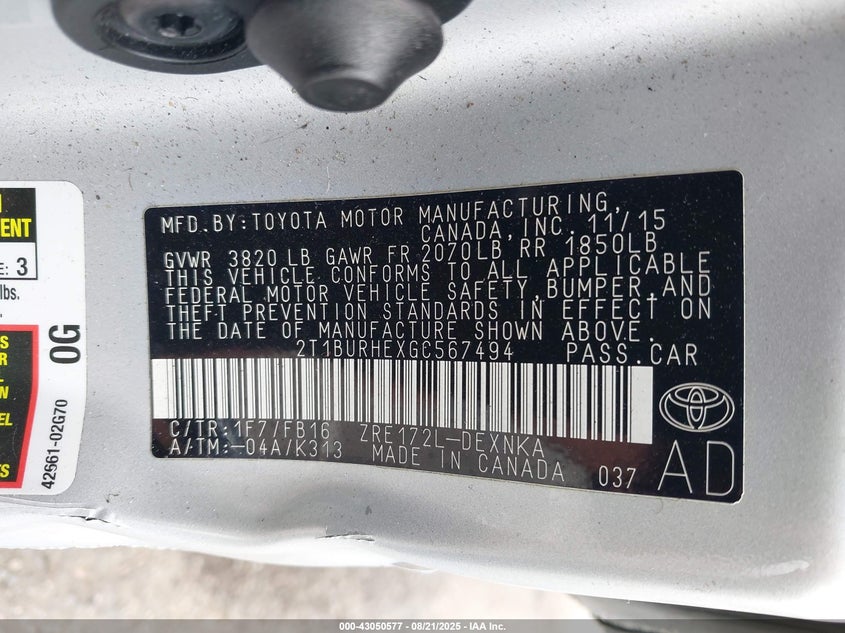 MFD.BY:TOYOTA MOTOR MANUFACTURING,
CANADA, INC. 11/15
GVWR 3820 LB GAWR FR 2070LB RR 1850LB
THIS VEHICLE CONFORMS TO ALL APPLICABLE
FEDERAL MOTOR VEHICLE SAFETY, BUMPER, AND
THEFT PREVENTION STANDARDS IN EFFECT ON
THE DATE OF MANUFACTURE SHOWN ABOVE.
2T1BURHEXGC567494 PASS.CAR
C/TR:1F7/FB16 ZRE172L-DEXNKA
A/TM:-04A/K313 MADE IN CANADA 037
AD
E: 3
lbs.
0G
42661-02G70
000-43050577 - 08/21/2025 - IAA Inc.